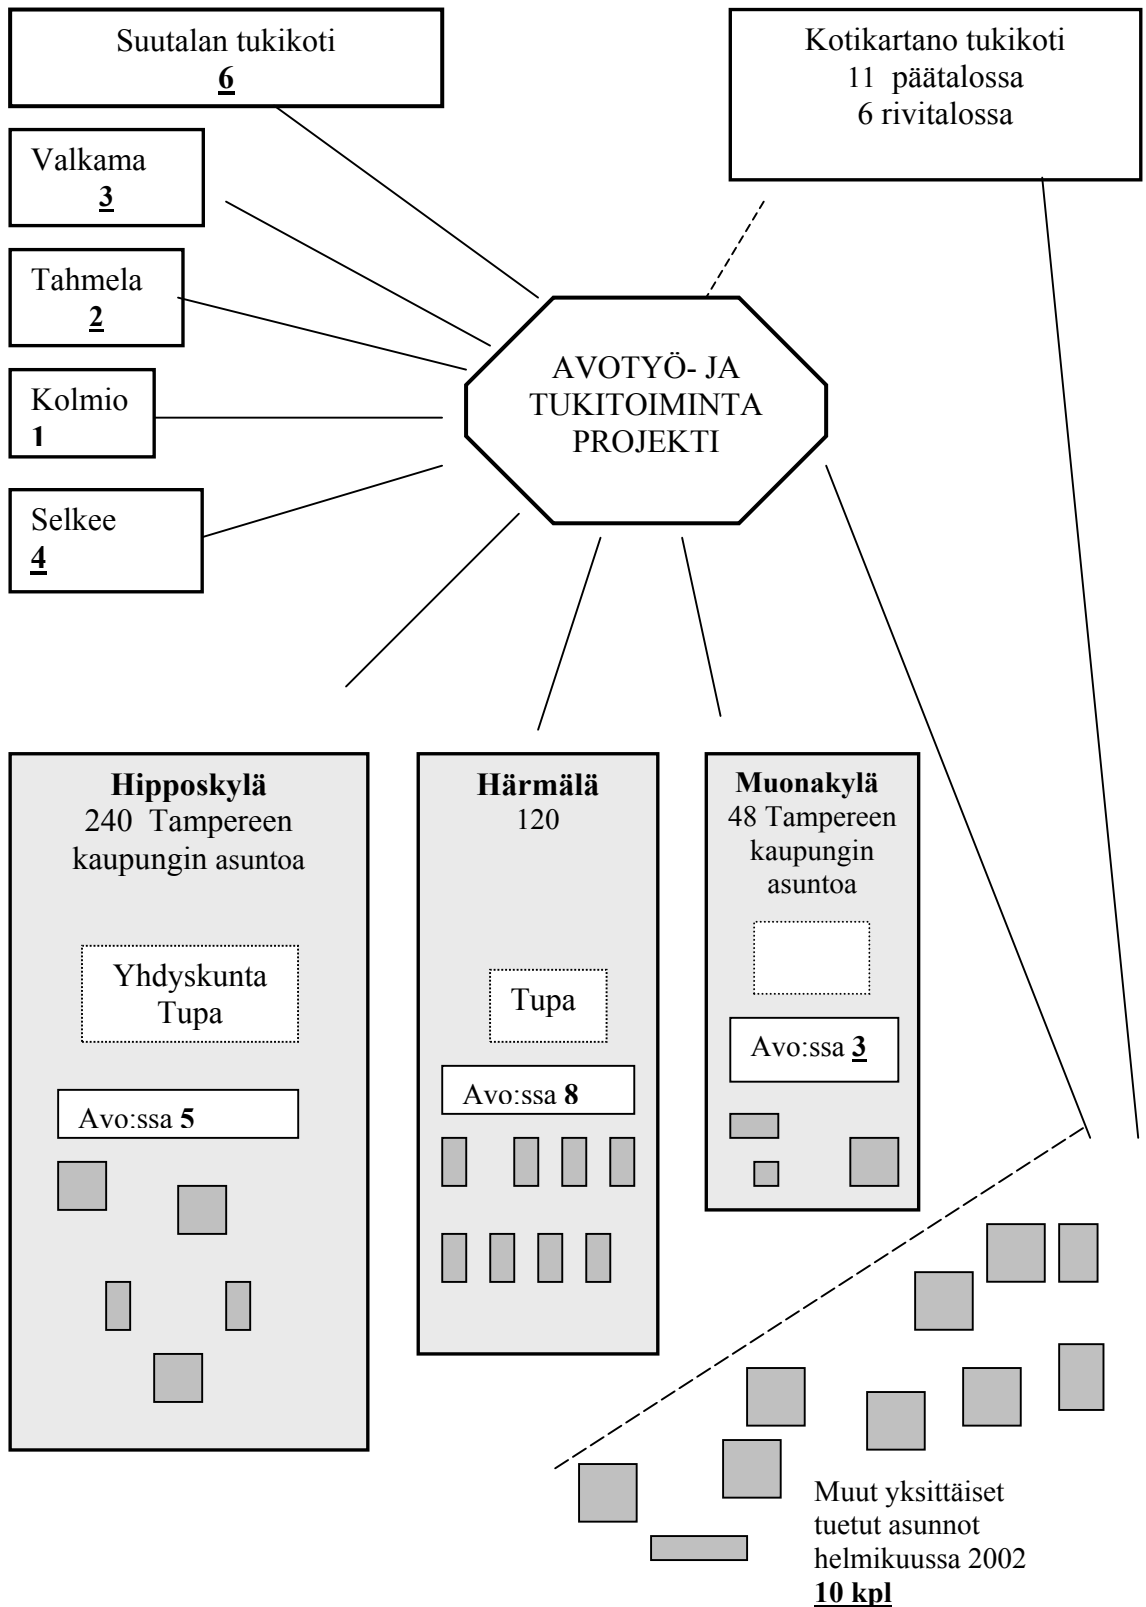 Suutalan tukikoti
6
Kotikartano tukikoti
11 päätalossa
6 rivitalossa
Valkama
3
Tahmela
2
Kolmio
1
Selkee
4
AVOTYÖ- JA
TUKITOIMINTA
PROJEKTI
Hipposkylä
240 Tampereen
kaupungin asuntoa
Yhdyskunta
Tupa
Avo:ssa 5
Härmälä
120
Tupa
Avo:ssa 8
Muonakylä
48 Tampereen
kaupungin
asuntoa
Avo:ssa 3
Muut yksittäiset
tuetut asunnot
helmikuussa 2002
10 kpl